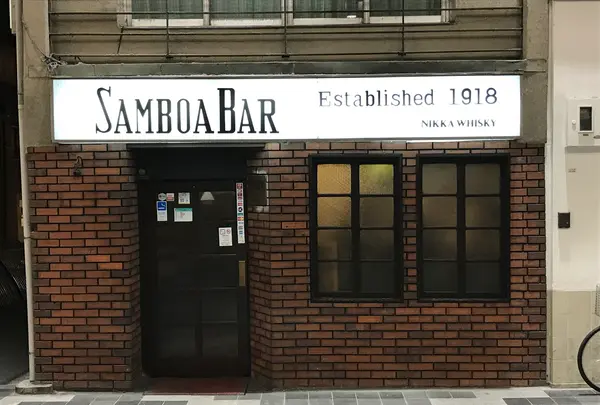 SAMBOA BAR
Established 1918
NIKKA WHISKY